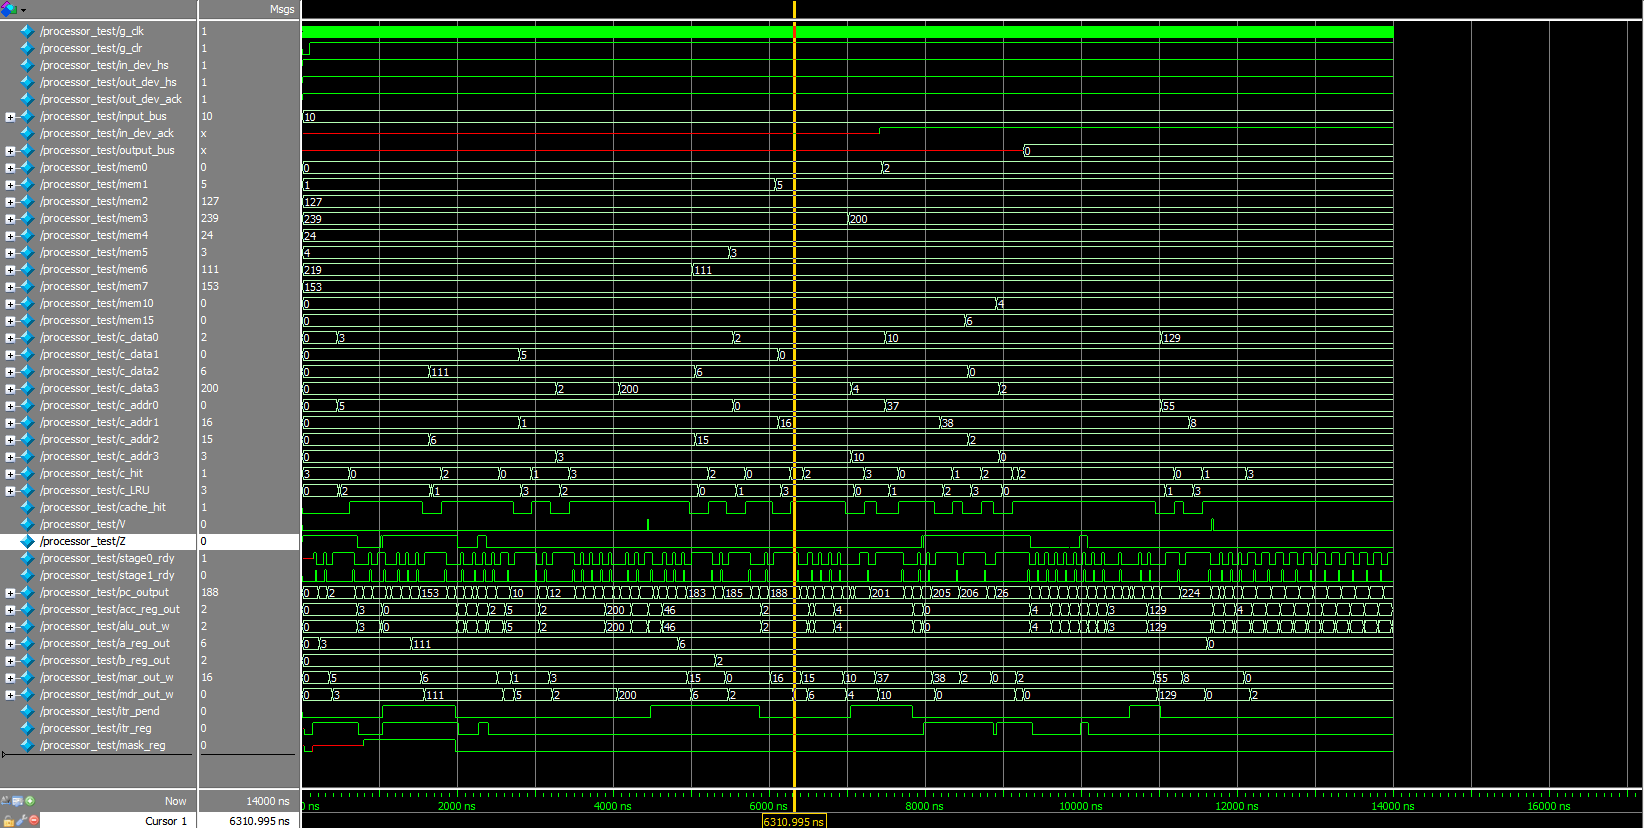 Msgs
/processor_test/g_clk 1
/processor_test/g_clr 1
/processor_test/in_dev_hs 1
/processor_test/out_dev_hs 1
/processor_test/out_dev_ack 1
/processor_test/input_bus 10 10
/processor_test/in_dev_ack x
/processor_test/output_bus x 0
/processor_test/mem0 0 0 2
/processor_test/mem1 5 1 5
/processor_test/mem2 127 127
/processor_test/mem3 239 239 200
/processor_test/mem4 24 24
/processor_test/mem5 3 4 3
/processor_test/mem6 111 219 111
/processor_test/mem7 153 153
/processor_test/mem10 0 0 4
/processor_test/mem15 0 0 6
/processor_test/c_data0 2 0 3 2 10 129
/processor_test/c_data1 0 0 5 0
/processor_test/c_data2 6 0 111 6 0
/processor_test/c_data3 200 0 2 200 4 2
/processor_test/c_addr0 0 0 5 0 37 55
/processor_test/c_addr1 16 0 1 16 38 8
/processor_test/c_addr2 15 0 6 15 2
/processor_test/c_addr3 3 0 3 10 0
/processor_test/c_hit 1 3 0 2 0 1 3 2 0 2 3 0 1 2 2 0 1 3
/processor_test/c_LRU 3 0 2 1 3 2 0 1 3 0 1 2 3 0 1 3
/processor_test/cache_hit 1
/processor_test/V 0
/processor_test/Z 0
/processor_test/stage0_rdy 1
/processor_test/stage1_rdy 0
/processor_test/pc_output 188 0 2 153 10 12 183 185 188 201 205 206 26 224
/processor_test/acc_reg_out 2 0 3 0 2 5 2 200 46 2 4 0 4 3 129 4
/processor_test/alu_out_w 2 0 3 0 5 2 200 46 2 4 0 4 3 129
/processor_test/a_reg_out 6 0 3 111 6 0
/processor_test/b_reg_out 2 0 2
/processor_test/mar_out_w 16 0 5 6 1 3 15 0 16 15 10 37 38 2 0 2 55 8 0
/processor_test/mdr_out_w 0 0 3 111 5 2 200 6 2 6 4 10 0 0 129 0 2
/processor_test/itr_pend 0
/processor_test/itr_reg 0
/processor_test/mask_reg 0
Now 14000 ns 2000 ns 4000 ns 6000 ns 8000 ns 10000 ns 12000 ns 14000 ns 16000 ns
Cursor 1 6310.995 ns 6310.995 ns